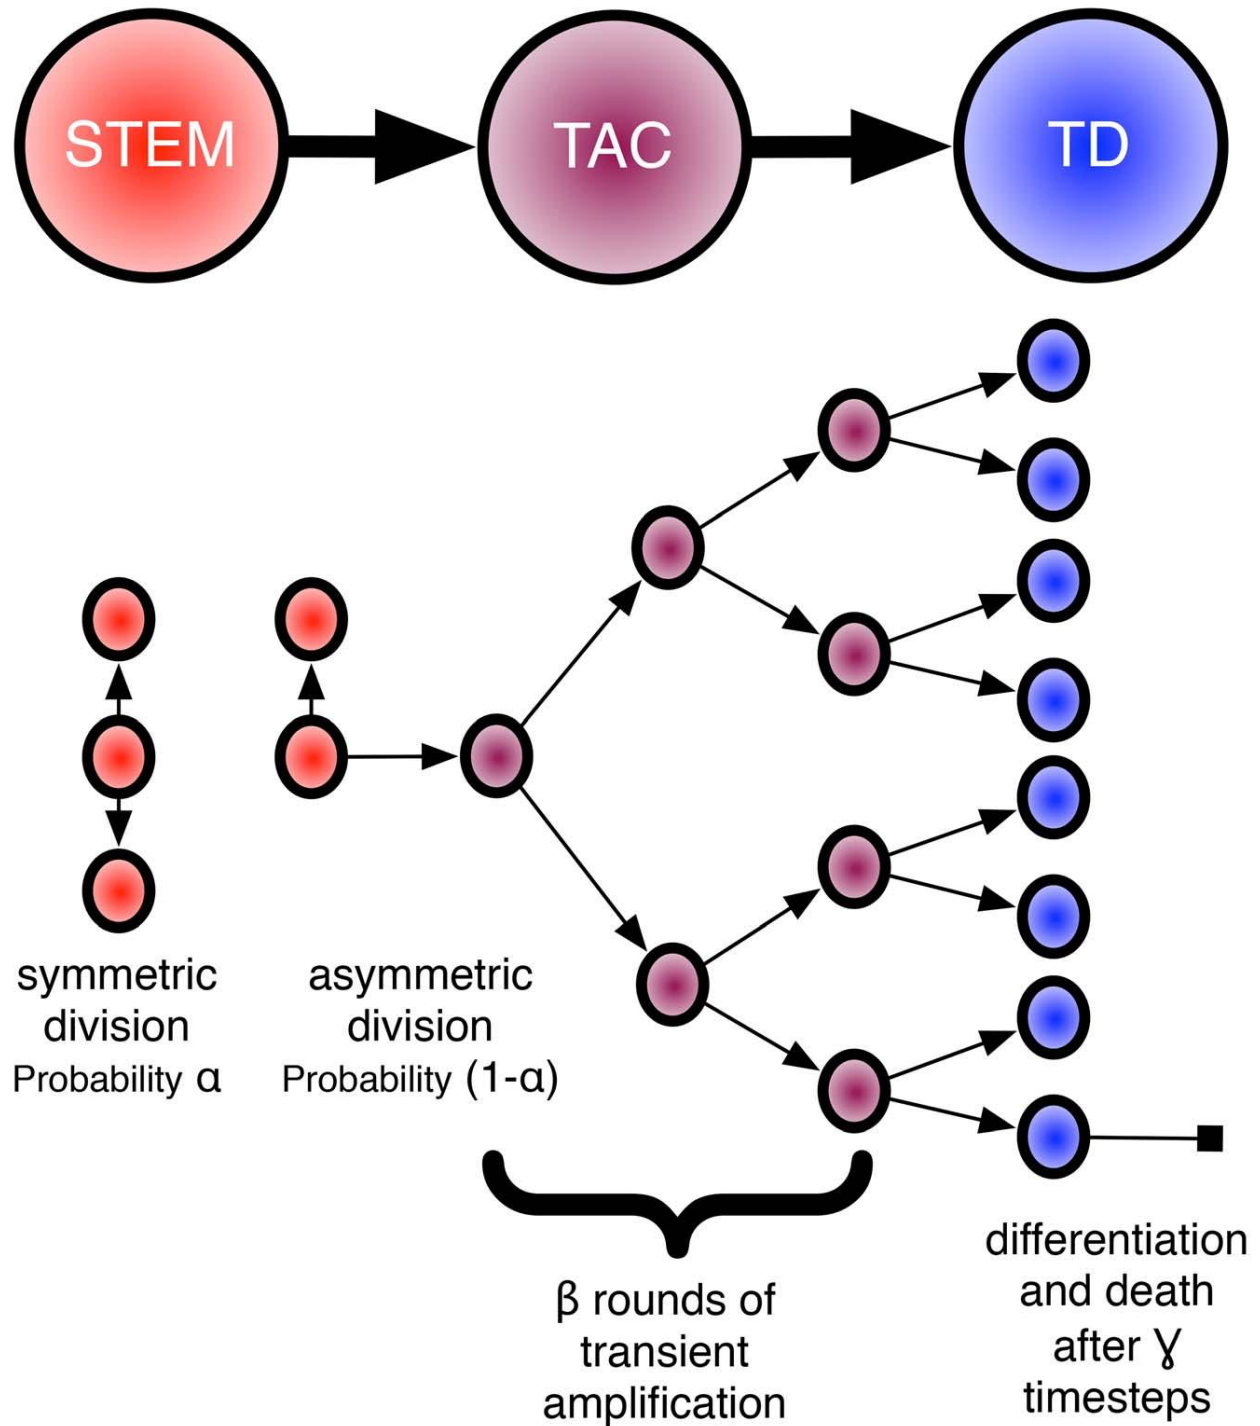 STEM
TAC
TD
symmetric
division
Probability α
asymmetric
division
Probability (1-α)
β rounds of
transient
amplification
differentiation
and death
after Ɣ
timesteps